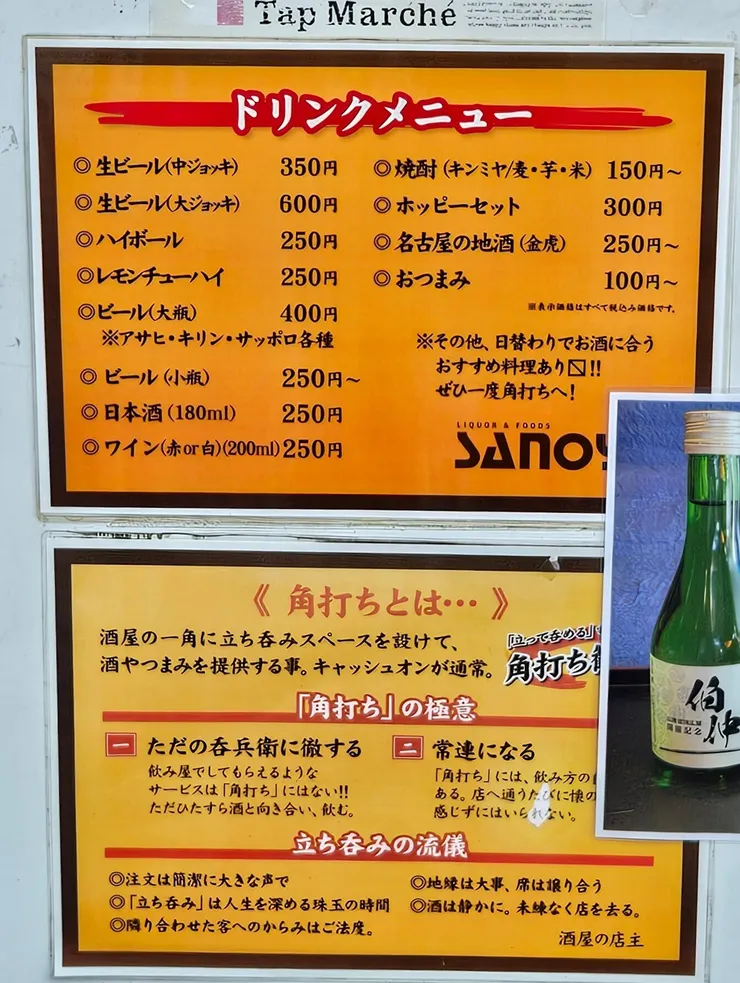 Tap Marché
ドリンクメニュー
◎生ビール(中ジョッキ) 350円
◎生ビール(大ジョッキ) 600円
◎ハイボール 250円
◎レモンチューハイ 250円
◎ビール(大瓶) 400円
※アサヒ・キリン・サッポロ各種
◎ビール(小瓶) 250円～
◎日本酒(180ml) 250円
◎ワイン(赤or白)(200ml) 250円
◎焼酎(キンミヤ/麦・芋・米) 150円～
◎ホッピーセット 300円
◎名古屋の地酒(金虎) 250円～
◎おつまみ 100円～
※表示価格はすべて税込み価格です。
※その他、日替わりでお酒に合う
おすすめ料理あり〼!!
ぜひ一度角打ちへ!
LIQUOR & FOODS
SANO
《 角打ちとは… 》
酒屋の一角に立ち呑みスペースを設けて、
酒やつまみを提供する事。キャッシュオンが通常。
「立って呑める」
角打ち
「角打ち」の極意
一 ただの呑兵衛に徹する
飲み屋でしてもらえるような
サービスは「角打ち」にはない!!
ただひたすら酒と向き合い、飲む。
二 常連になる
「角打ち」には、飲み方の
ある。店へ通うたびに懐の
感じずにはいられない。
立ち呑みの流儀
◎注文は簡潔に大きな声で
◎「立ち呑み」は人生を深める珠玉の時間
◎隣り合わせた客へのからみはご法度。
◎地縁は大事、席は譲り合う
◎酒は静かに。未練なく店を去る。
酒屋の店主
伯仲